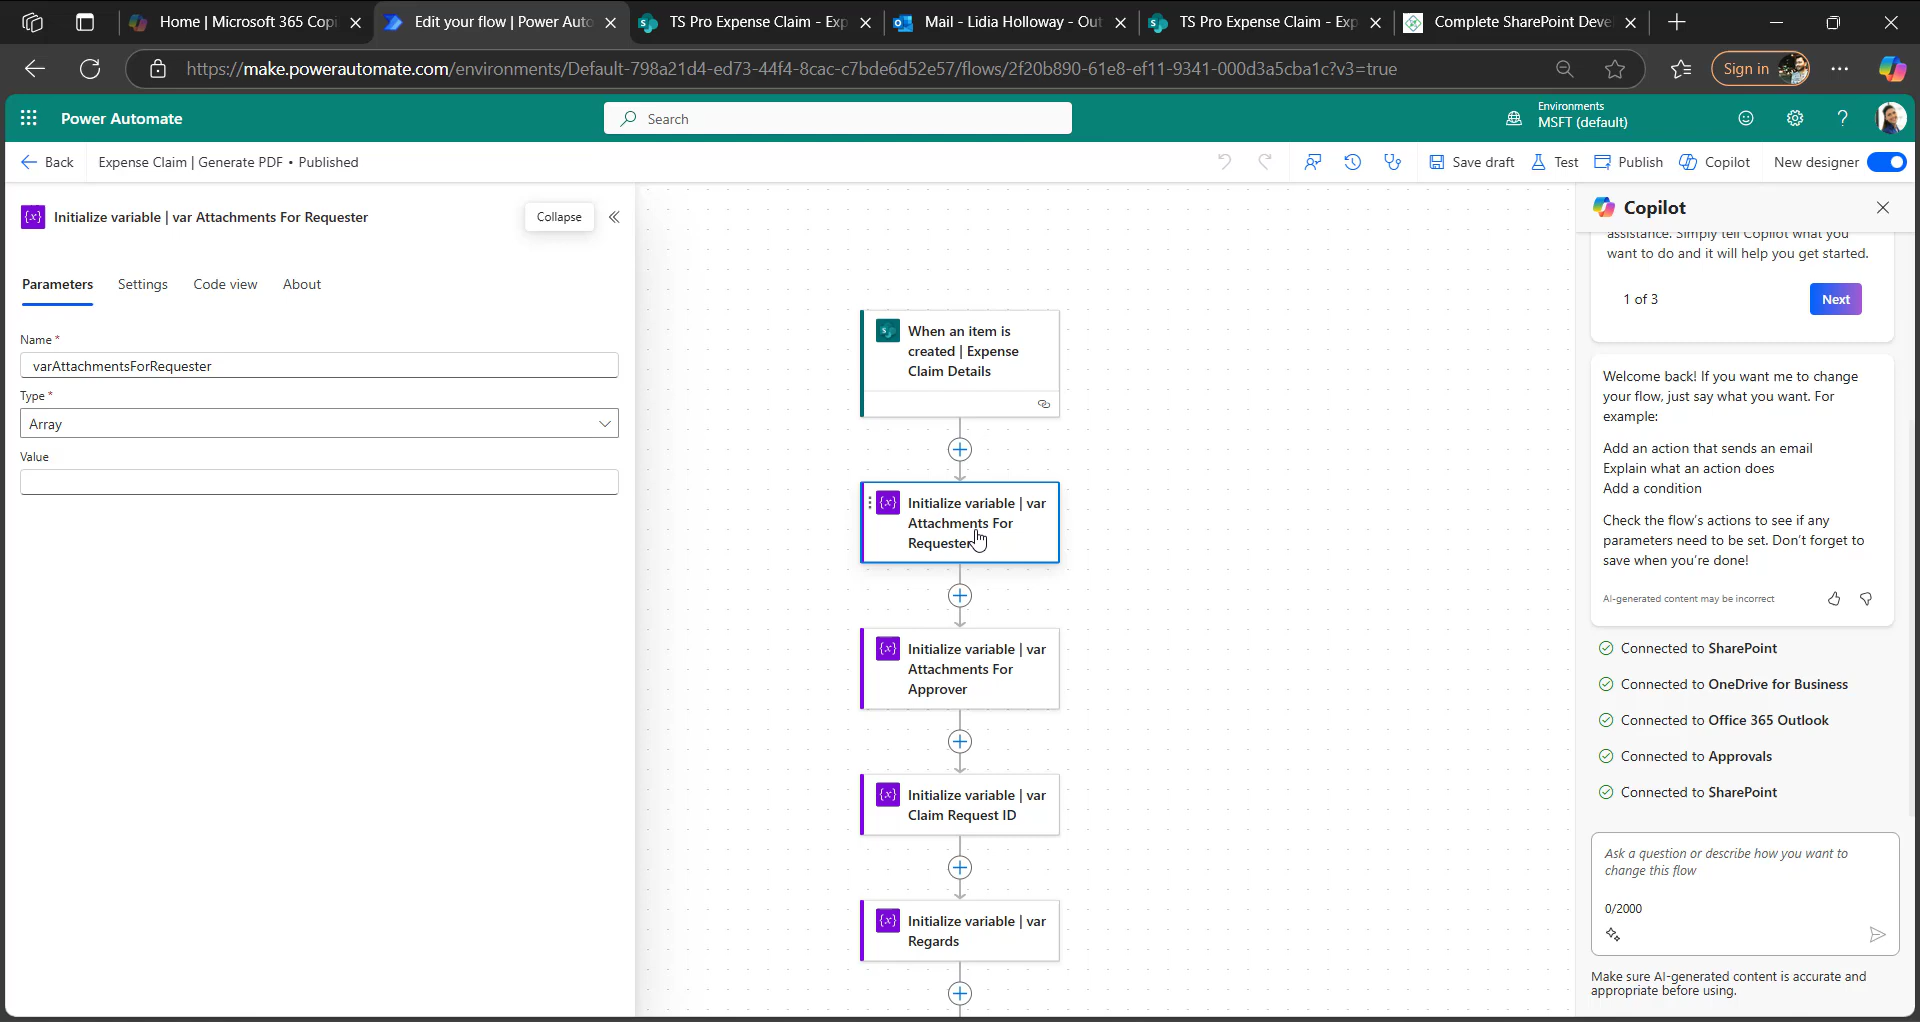 Home | Microsoft 365 Copi
Edit your flow | Power Auto
TS Pro Expense Claim - Exp
Mail - Lidia Holloway - Out
TS Pro Expense Claim - Exp
Complete SharePoint Deve
https://make.powerautomate.com/environments/Default-798a21d4-ed73-44f4-8cac-c7bde6d52e57/flows/2f20b890-61e8-ef11-9341-000d3a5cba1c?v3=true
Sign in
Power Automate
Search
Environments
MSFT (default)
Back
Expense Claim | Generate PDF • Published
Save draft
Test
Publish
Copilot
New designer
{x} Initialize variable | var Attachments For Requester
Collapse
Parameters
Settings
Code view
About
Name *
varAttachmentsForRequester
Type *
Array
Value
When an item is
created | Expense
Claim Details
{x} Initialize variable | var
Attachments For
Requester
{x} Initialize variable | var
Attachments For
Approver
{x} Initialize variable | var
Claim Request ID
{x} Initialize variable | var
Regards
Copilot
assistance. Simply tell Copilot what you
want to do and it will help you get started.
1 of 3
Next
Welcome back! If you want me to change
your flow, just say what you want. For
example:
Add an action that sends an email
Explain what an action does
Add a condition
Check the flow's actions to see if any
parameters need to be set. Don't forget to
save when you're done!
AI-generated content may be incorrect
Connected to SharePoint
Connected to OneDrive for Business
Connected to Office 365 Outlook
Connected to Approvals
Connected to SharePoint
Ask a question or describe how you want to
change this flow
0/2000
Make sure AI-generated content is accurate and
appropriate before using.